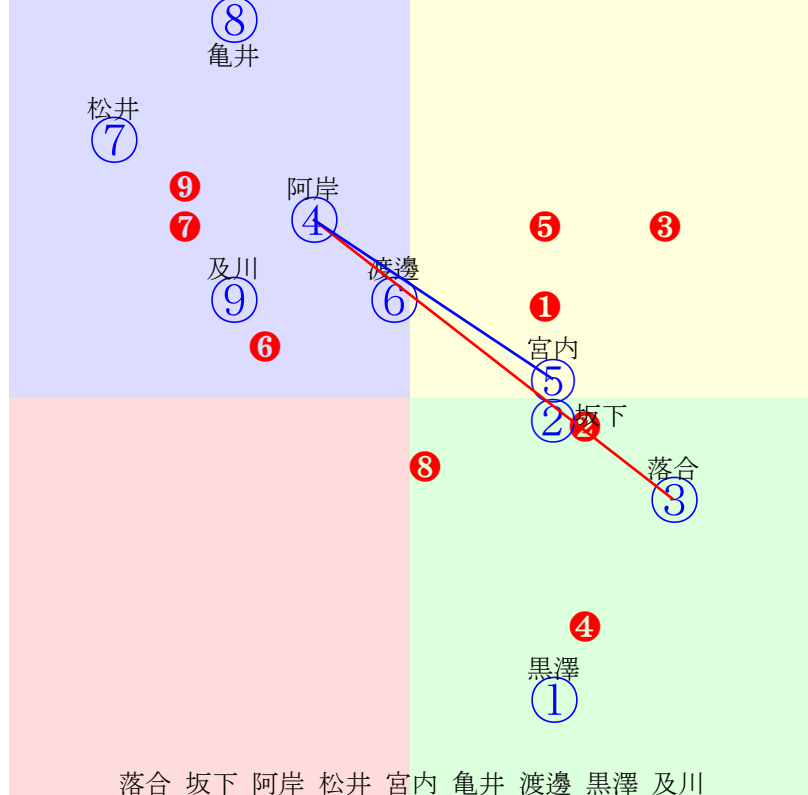 ⑧
亀井
松井
⑦
❾
阿岸
④
❼
❺
❸
及川
⑨
渡邊
⑥
❶
❻
宮内
⑤
②
坂下
❷
❽
落合
③
❹
黒澤
①
落合 坂下 阿岸 松井 宮内 亀井 渡邊 黒澤 及川